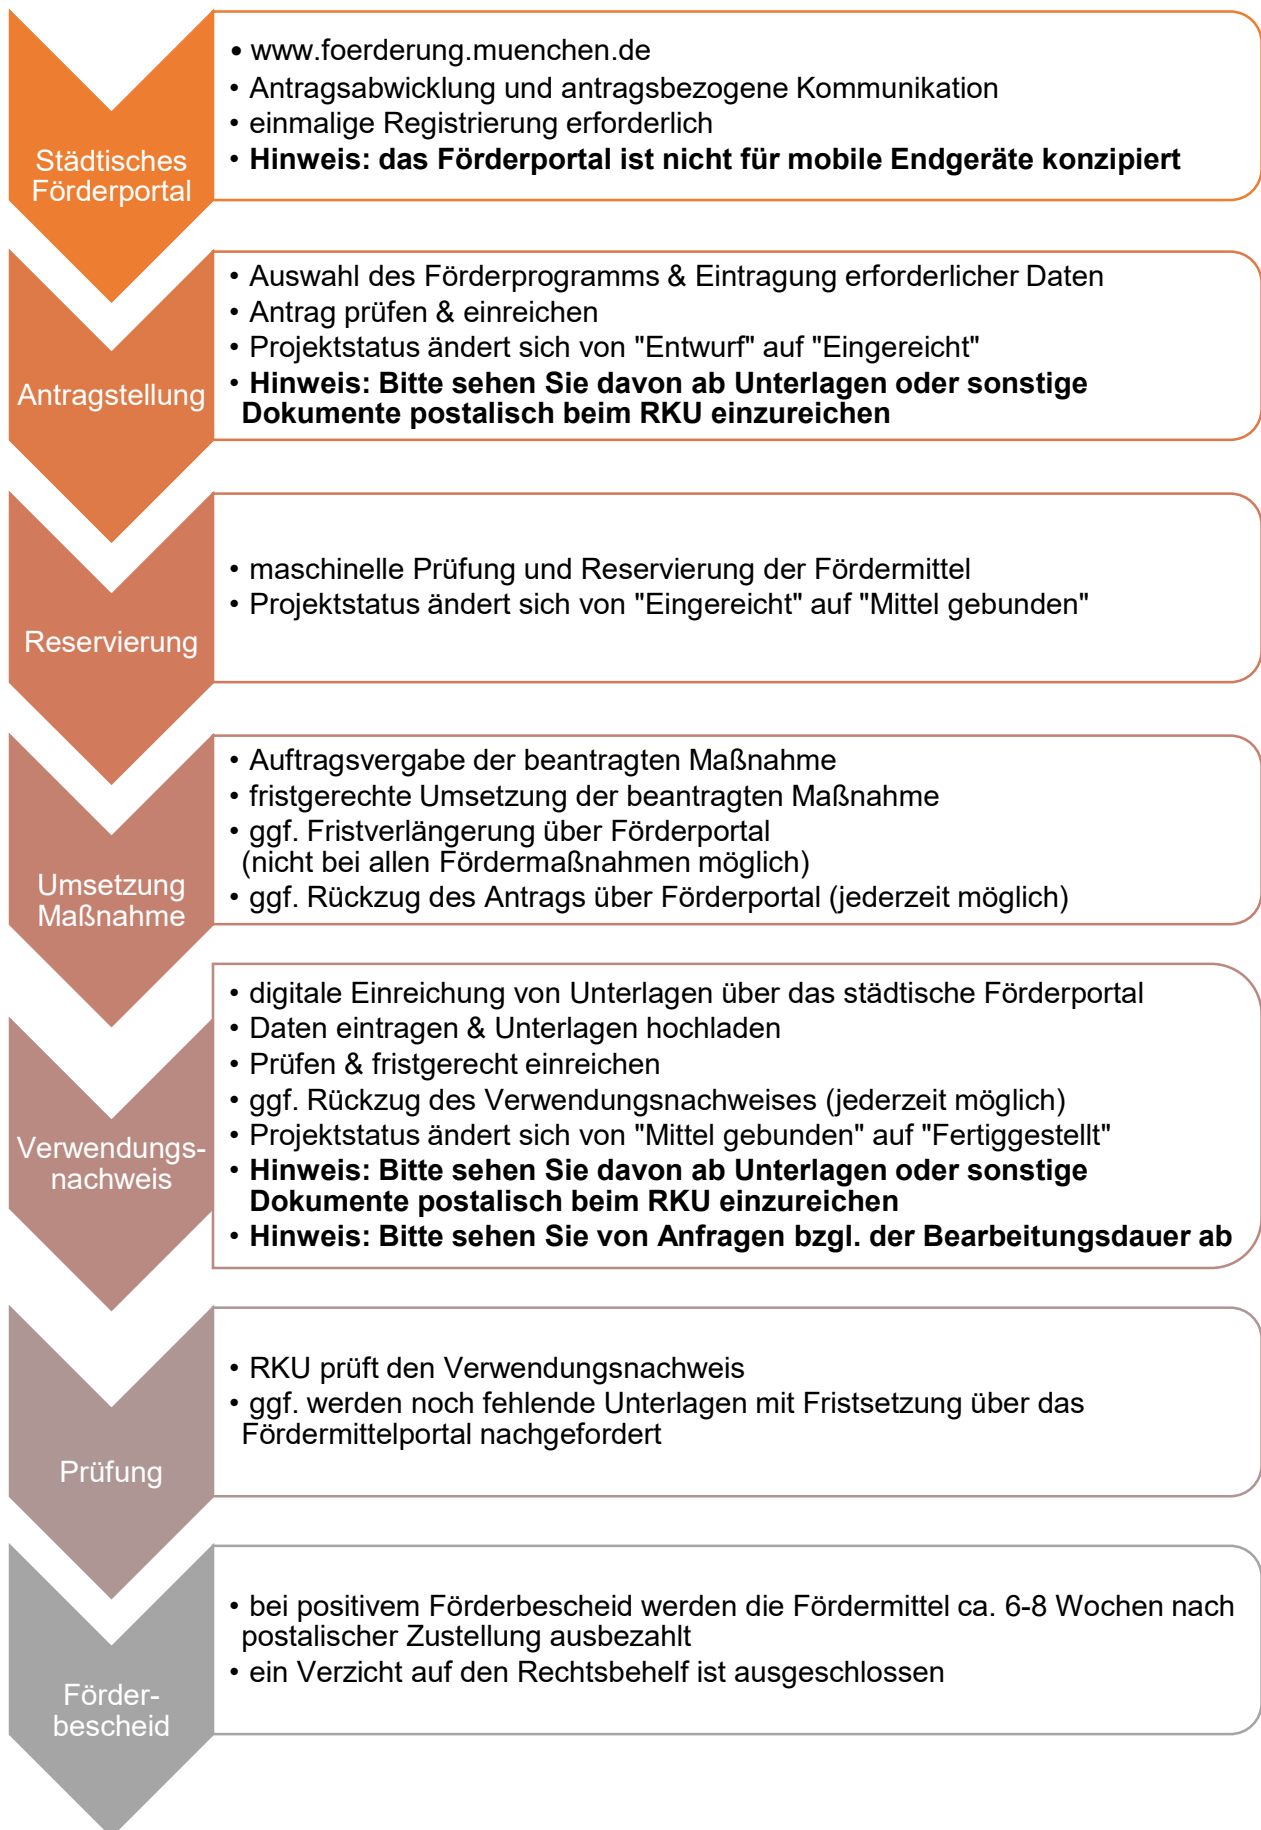 Städtisches
Förderportal
• www.foerderung.muenchen.de
• Antragsabwicklung und antragsbezogene Kommunikation
• einmalige Registrierung erforderlich
• Hinweis: das Förderportal ist nicht für mobile Endgeräte konzipiert
Antragstellung
• Auswahl des Förderprogramms & Eintragung erforderlicher Daten
• Antrag prüfen & einreichen
• Projektstatus ändert sich von "Entwurf" auf "Eingereicht"
• Hinweis: Bitte sehen Sie davon ab Unterlagen oder sonstige
Dokumente postalisch beim RKU einzureichen
Reservierung
• maschinelle Prüfung und Reservierung der Fördermittel
• Projektstatus ändert sich von "Eingereicht" auf "Mittel gebunden"
Umsetzung
Maßnahme
• Auftragsvergabe der beantragten Maßnahme
• fristgerechte Umsetzung der beantragten Maßnahme
• ggf. Fristverlängerung über Förderportal
(nicht bei allen Fördermaßnahmen möglich)
• ggf. Rückzug des Antrags über Förderportal (jederzeit möglich)
Verwendungs-
nachweis
• digitale Einreichung von Unterlagen über das städtische Förderportal
• Daten eintragen & Unterlagen hochladen
• Prüfen & fristgerecht einreichen
• ggf. Rückzug des Verwendungsnachweises (jederzeit möglich)
• Projektstatus ändert sich von "Mittel gebunden" auf "Fertiggestellt"
• Hinweis: Bitte sehen Sie davon ab Unterlagen oder sonstige
Dokumente postalisch beim RKU einzureichen
• Hinweis: Bitte sehen Sie von Anfragen bzgl. der Bearbeitungsdauer ab
Prüfung
• RKU prüft den Verwendungsnachweis
• ggf. werden noch fehlende Unterlagen mit Fristsetzung über das
Fördermittelportal nachgefordert
Förder-
bescheid
• bei positivem Förderbescheid werden die Fördermittel ca. 6-8 Wochen nach
postalischer Zustellung ausbezahlt
• ein Verzicht auf den Rechtsbehelf ist ausgeschlossen